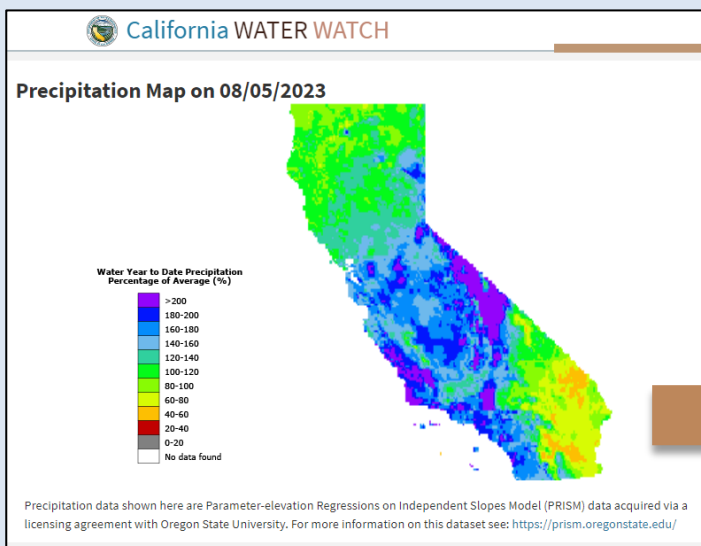 California WATER WATCH
Precipitation Map on 08/05/2023
Water Year to Date Precipitation
Percentage of Average (%)
>200
180-200
160-180
140-160
120-140
100-120
80-100
60-80
40-60
20-40
0-20
No data found
Precipitation data shown here are Parameter-elevation Regressions on Independent Slopes Model (PRISM) data acquired via a
licensing agreement with Oregon State University. For more information on this dataset see: https://prism.oregonstate.edu/